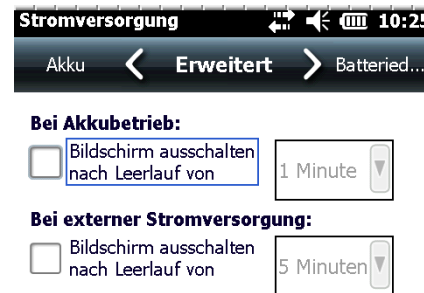 Stromversorgung 10:25
Akku Erweitert Batteried...
Bei Akkubetrieb:
Bildschirm ausschalten
nach Leerlauf von 1 Minute
Bei externer Stromversorgung:
Bildschirm ausschalten
nach Leerlauf von 5 Minuten